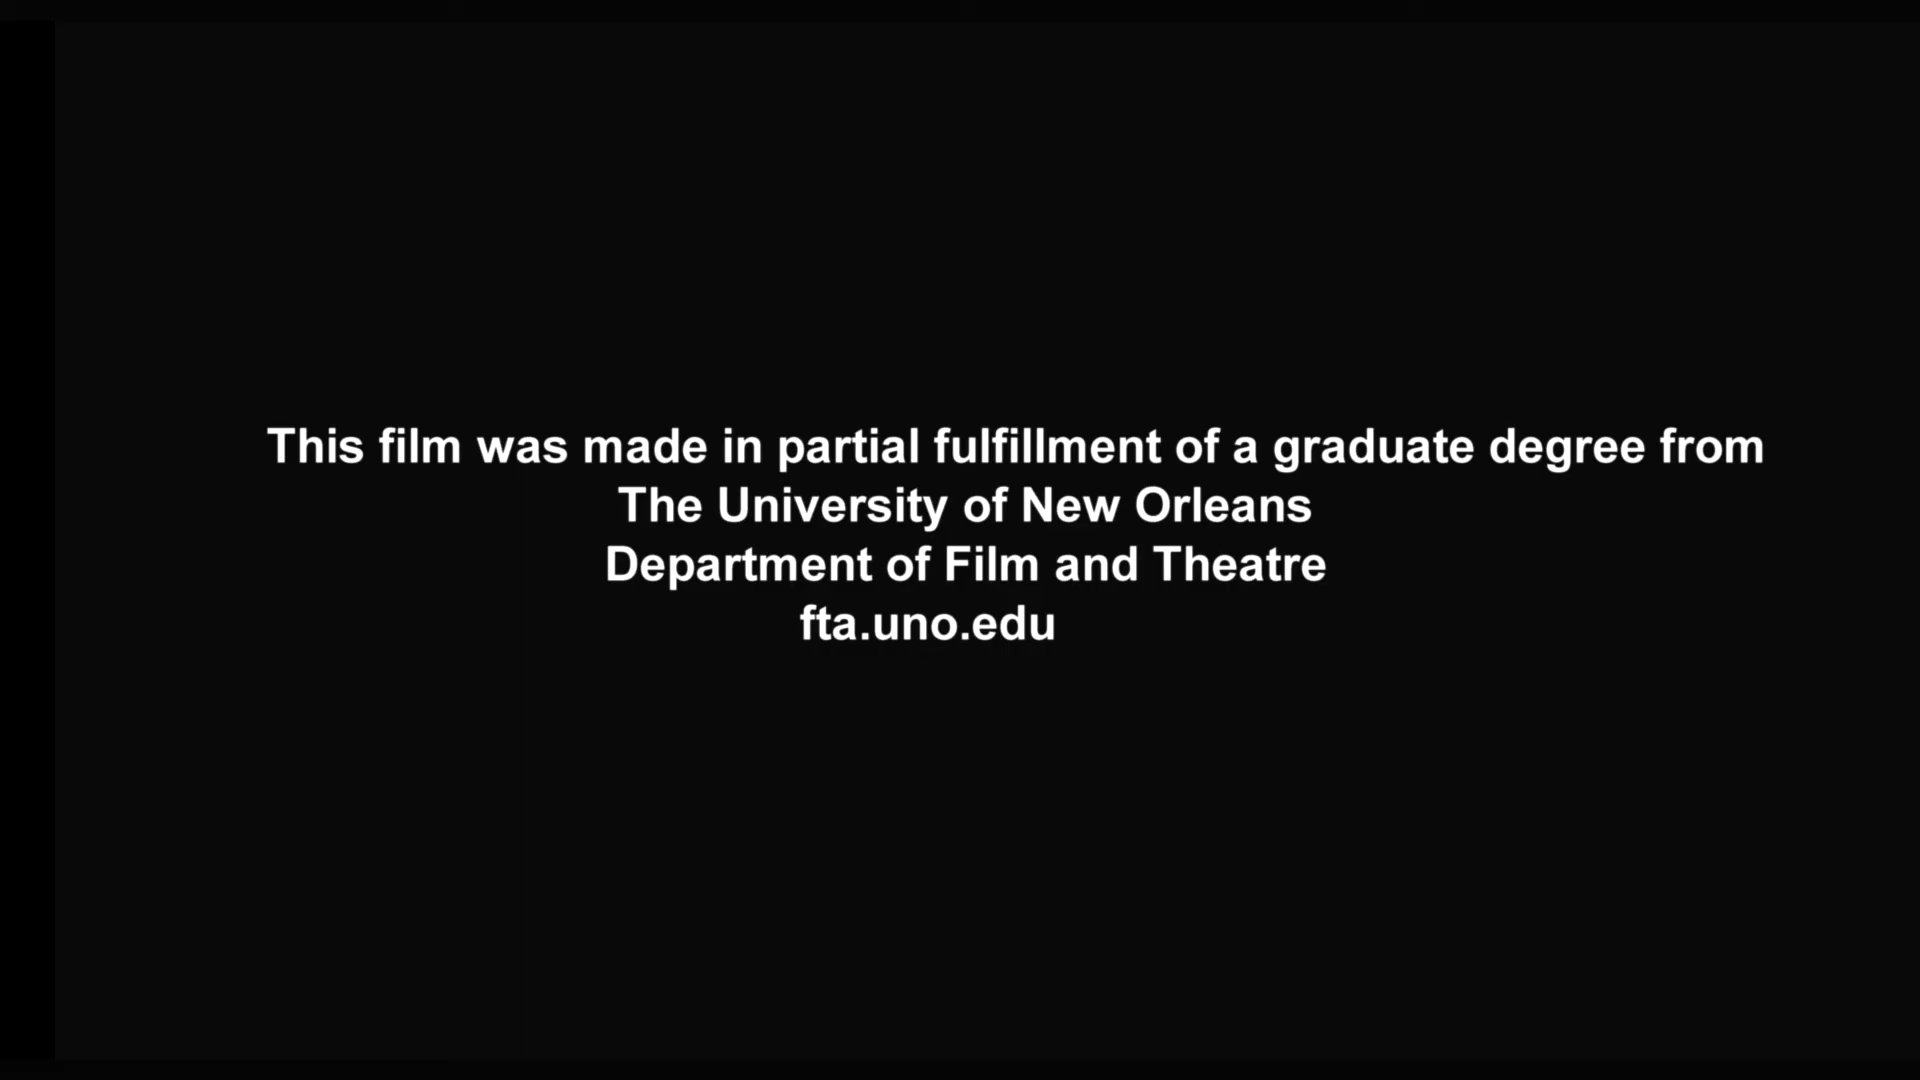 This film was made in partial fulfillment of a graduate degree from
The University of New Orleans
Department of Film and Theatre
fta.uno.edu